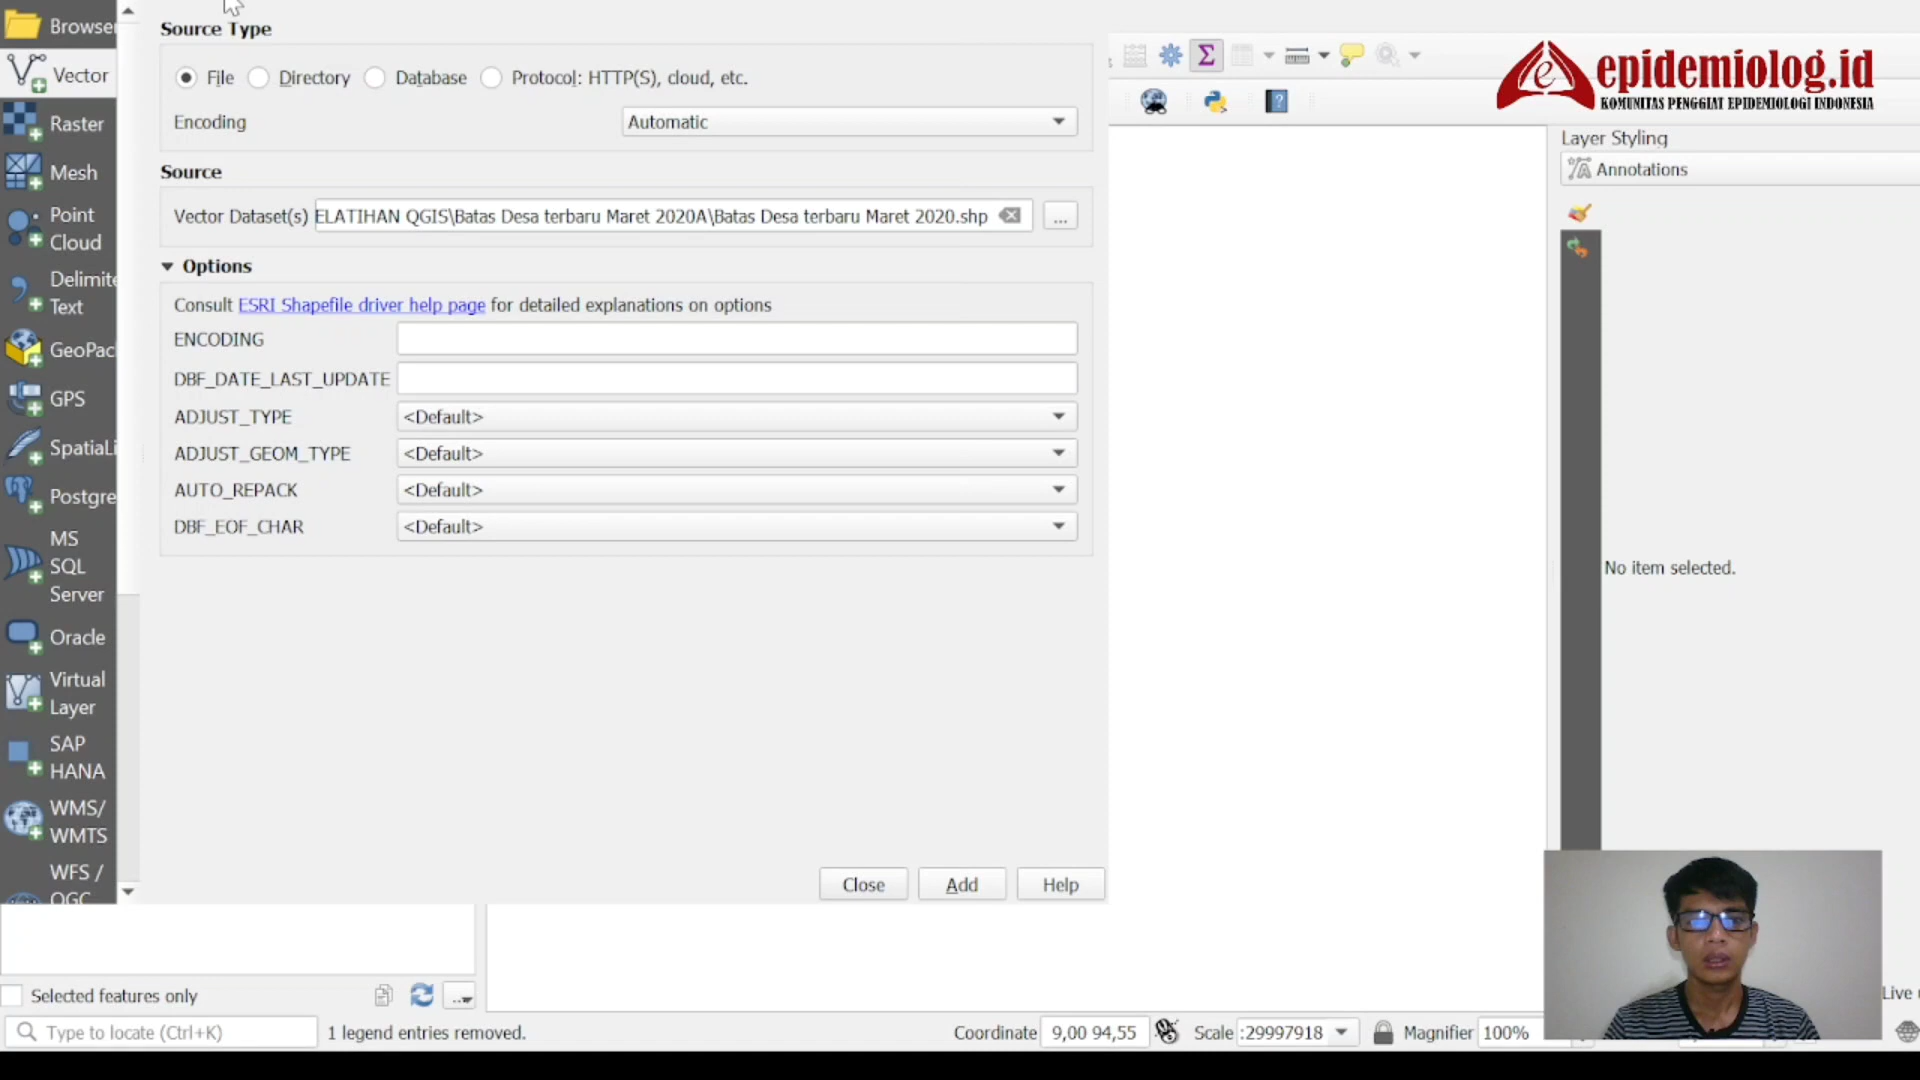 Browser
Vector
Raster
Mesh
Point
Cloud
Delimite
Text
GeoPac
GPS
SpatiaLi
Postgre
MS
SQL
Server
Oracle
Virtual
Layer
SAP
HANA
WMS/
WMTS
WFS /
OGC
Source Type
File
Directory
Database
Protocol: HTTP(S), cloud, etc.
Encoding
Automatic
Source
Vector Dataset(s)
ELATIHAN QGIS\Batas Desa terbaru Maret 2020A\Batas Desa terbaru Maret 2020.shp
...
Options
Consult ESRI Shapefile driver help page for detailed explanations on options
ENCODING
DBF_DATE_LAST_UPDATE
ADJUST_TYPE
<Default>
ADJUST_GEOM_TYPE
<Default>
AUTO_REPACK
<Default>
DBF_EOF_CHAR
<Default>
Close
Add
Help
epidemiolog.id
KOMUNITAS PENGGIAT EPIDEMIOLOGI INDONESIA
Layer Styling
Annotations
No item selected.
Selected features only
Type to locate (Ctrl+K)
1 legend entries removed.
Coordinate
9,00 94,55
Scale
:29997918
Magnifier
100%
Live